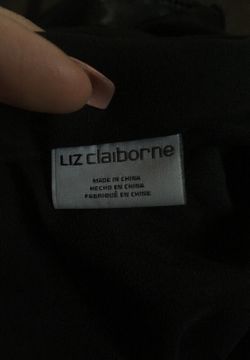 Liz claiborne
MADE IN CHINA
HECHO EN CHINA
FABRIQUÉ EN CHINE